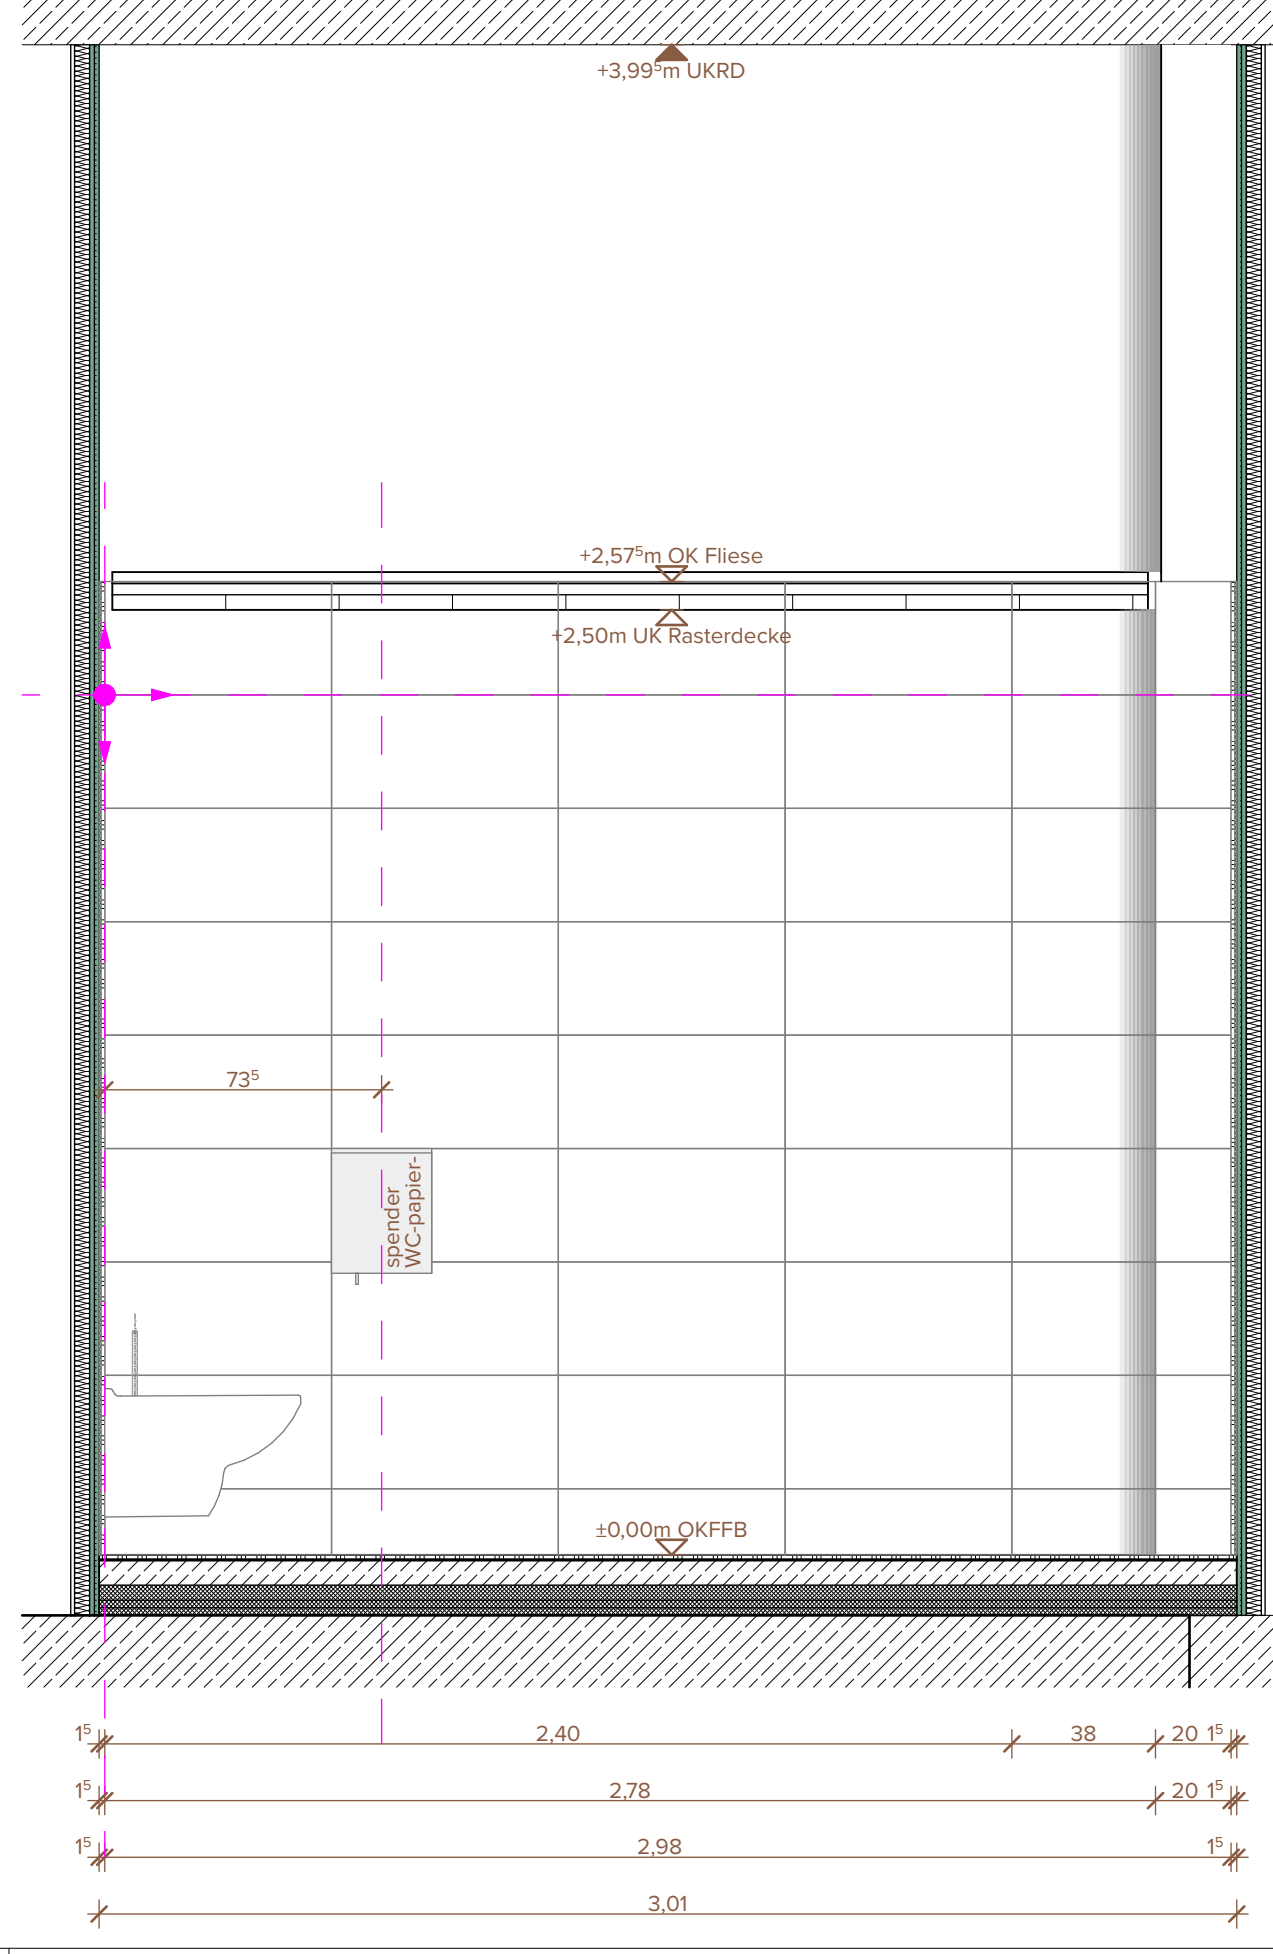 +3,99⁵m UKRD
+2,57⁵m OK Fliese
+2,50m UK Rasterdecke
73⁵
WC-papier-
spender
±0,00m OKFFB
1⁵ 2,40 38 20 1⁵
1⁵ 2,78 20 1⁵
1⁵ 2,98 1⁵
3,01